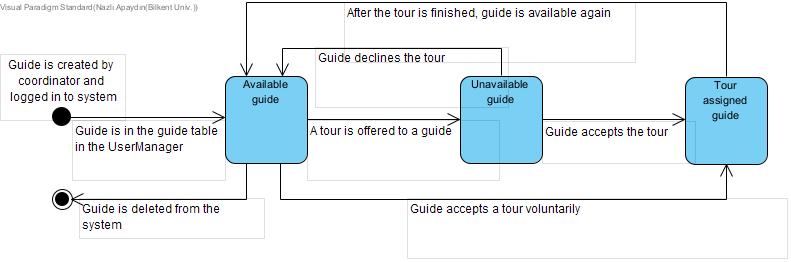 Visual Paradigm Standard(Nazlı Apaydın(Bilkent Univ.))
After the tour is finished, guide is available again
Guide is created by
coordinator and
logged in to system
Guide declines the tour
Available
guide
Unavailable
guide
Tour
assigned
guide
Guide is in the guide table
in the UserManager
A tour is offered to a guide
Guide accepts the tour
Guide is deleted from the
system
Guide accepts a tour voluntarily